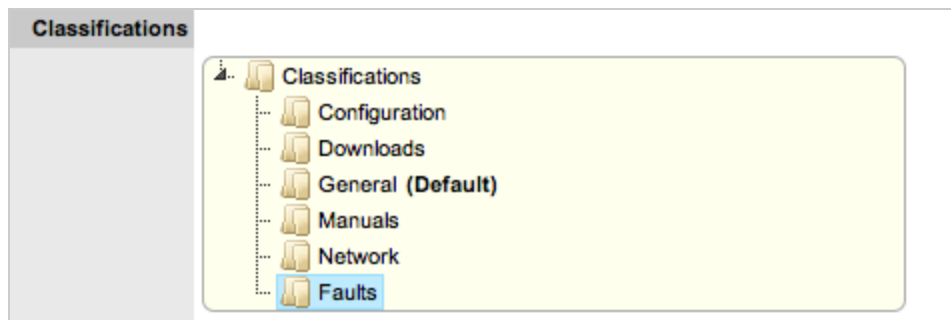 Classifications
Classifications
Configuration
Downloads
General (Default)
Manuals
Network
Faults